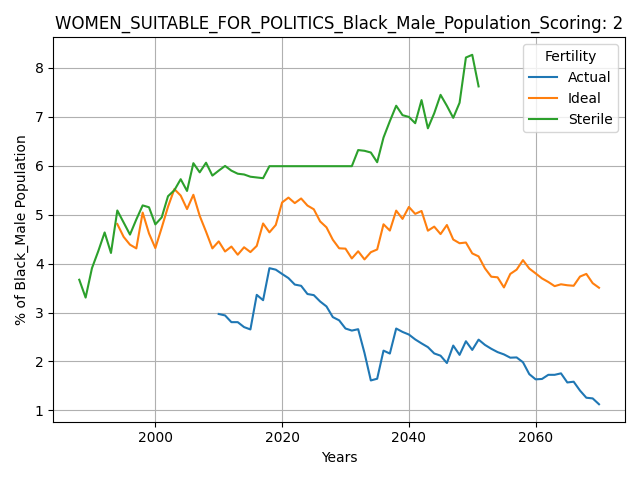 WOMEN_SUITABLE_FOR_POLITICS_Black_Male_Population_Scoring: 2
Fertility
Actual
Ideal
Sterile
% of Black_Male Population
8
7
6
5
4
3
2
1
2000 2020 2040 2060
Years